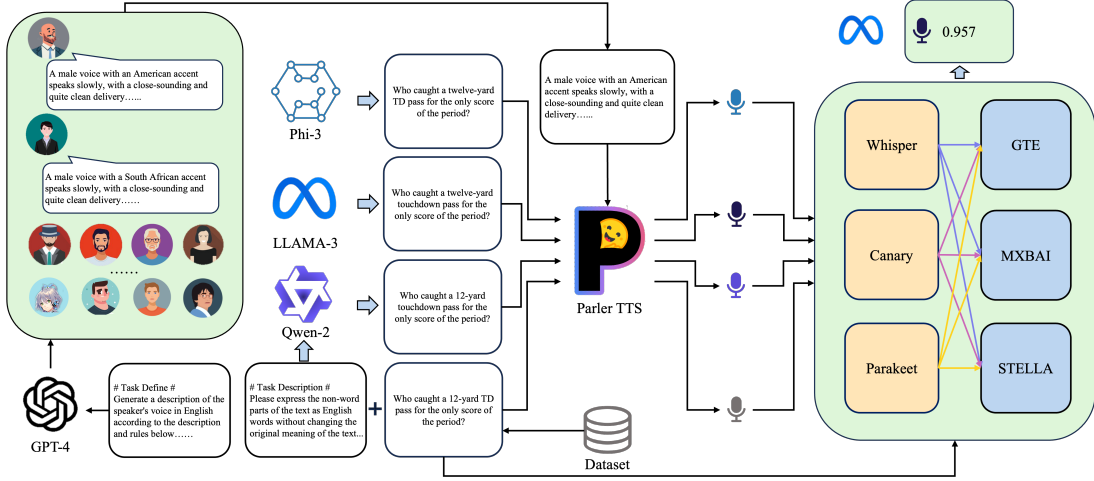 A male voice with an American accent
speaks slowly, with a close-sounding and
quite clean delivery…...
A male voice with a South African accent
speaks slowly, with a close-sounding and
quite clean delivery……
……
GPT-4
# Task Define #
Generate a description of the
speaker's voice in English
according to the description
and rules below……
Phi-3
LLAMA-3
Qwen-2
# Task Description #
Please express the non-word
parts of the text as English
words without changing the
original meaning of the text...
+
Who caught a twelve-yard
TD pass for the only score
of the period?
Who caught a twelve-yard
touchdown pass for the
only score of the period?
Who caught a 12-yard
touchdown pass for the
only score of the period?
Who caught a 12-yard TD
pass for the only score of
the period?
Dataset
A male voice with an American
accent speaks slowly, with a
close-sounding and quite clean
delivery…...
Parler TTS
0.957
Whisper
Canary
Parakeet
GTE
MXBAI
STELLA